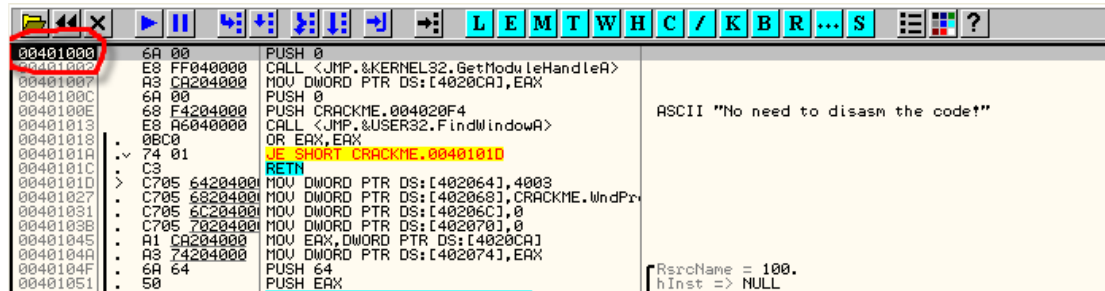 L E M T W H C / K B R ... S ?
00401000 6A 00 PUSH 0
00401002 E8 FF040000 CALL <JMP.&KERNEL32.GetModuleHandleA>
00401007 A3 CA204000 MOV DWORD PTR DS:[4020CA],EAX
0040100C 6A 00 PUSH 0
0040100E 68 F4204000 PUSH CRACKME.004020F4 ASCII "No need to disasm the code!"
00401013 E8 A6040000 CALL <JMP.&USER32.FindWindowA>
00401018 . 0BC0 OR EAX,EAX
0040101A .v 74 01 JE SHORT CRACKME.0040101D
0040101C . C3 RETN
0040101D > C705 64204000 MOV DWORD PTR DS:[402064],4003
00401027 . C705 68204000 MOV DWORD PTR DS:[402068],CRACKME.WndPr
00401031 . C705 6C204000 MOV DWORD PTR DS:[40206C],0
0040103B . C705 70204000 MOV DWORD PTR DS:[402070],0
00401045 . A1 CA204000 MOV EAX,DWORD PTR DS:[4020CA]
0040104A . A3 74204000 MOV DWORD PTR DS:[402074],EAX
0040104F . 6A 64 PUSH 64 RsrcName = 100.
00401051 . 50 PUSH EAX hInst => NULL